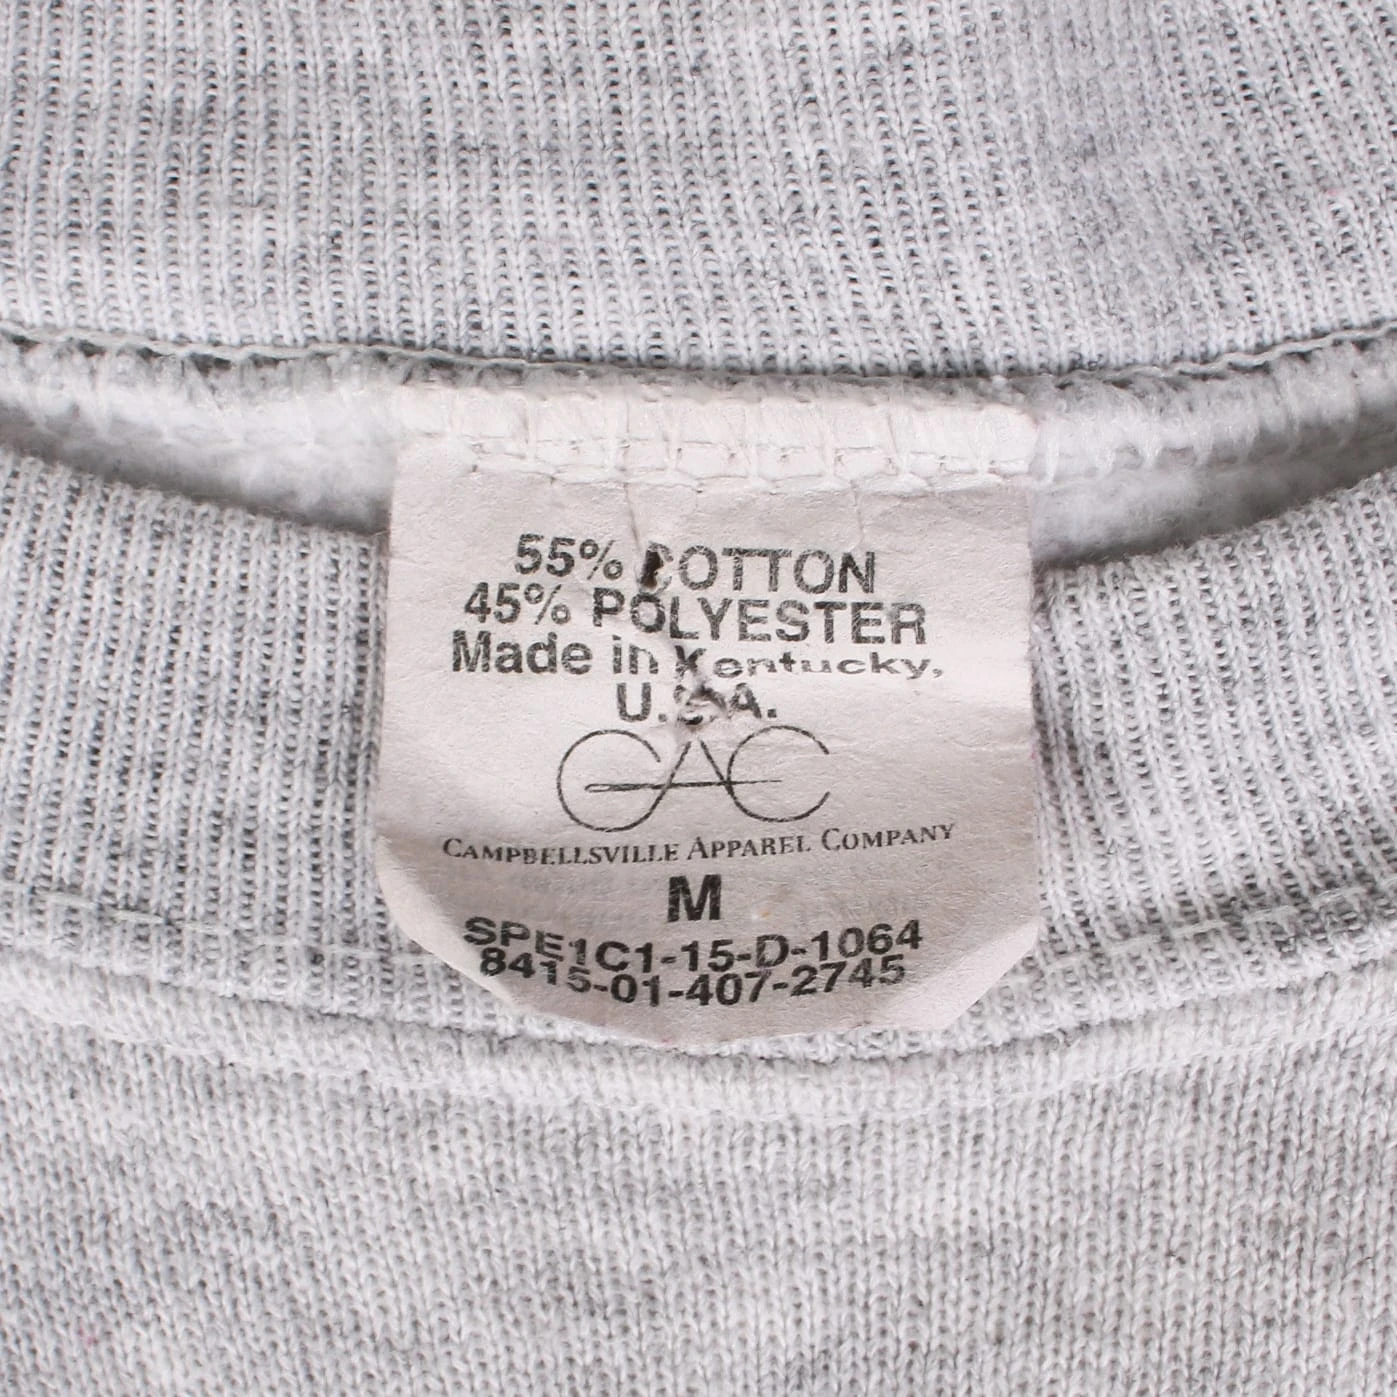 55% COTTON
45% POLYESTER
Made in Kentucky,
U.S.A.
CAC
CAMPBELLSVILLE APPAREL COMPANY
M
SPE1C1-15-D-1064
8415-01-407-2745